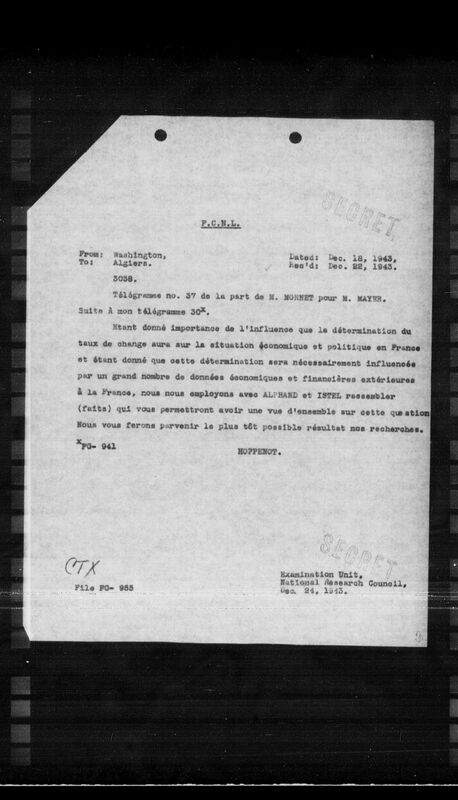 SECRET
F.C.N.L.
From: Washington, Dated: Dec. 18, 1943.
To: Algiers. Rec'd: Dec. 22, 1943.
3038.
Télégramme no. 37 de la part de M. MONNET pour M. MAYER.
Suite À mon télégramme 30x.
Etant donné importance de l'influence que la détermination du
taux de change aura sur la situation économique et politique en France
et étant donné que cette détermination sera nécessairement influencée
par un grand nombre de données économiques et financières extérieures
à la France, nous nous employons avec ALPHAND et ISTEL rassembler
(faits) qui vous permettront avoir une vue d'ensemble sur cette question
Nous vous ferons parvenir le plus tôt possible résultat nos recherches.
xFG- 941
HOPPENOT.
SECRET
CTX
File FG- 955
Examination Unit,
National Research Council,
Dec. 24, 1943.